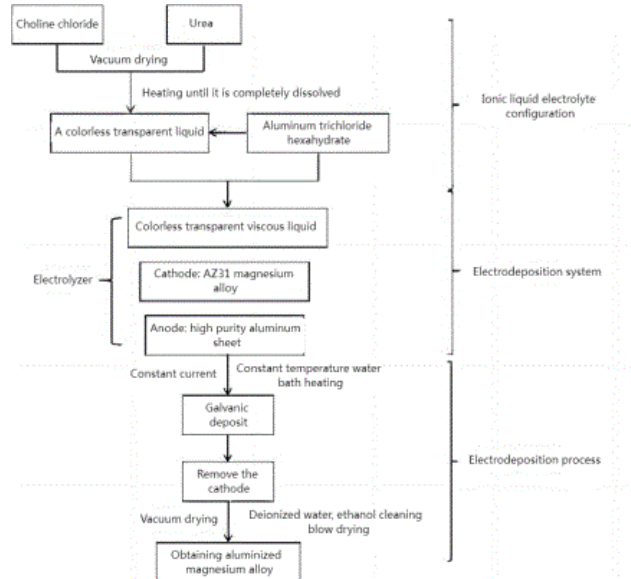 Choline chloride
Urea
Vacuum drying
Heating until it is completely dissolved
A colorless transparent liquid
Aluminum trichloride
hexahydrate
Ionic liquid electrolyte
configuration
Colorless transparent viscous liquid
Electrolyzer
Cathode: AZ31 magnesium
alloy
Electrodeposition system
Anode: high purity aluminum
sheet
Constant current
Constant temperature water
bath heating
Galvanic
deposit
Remove the
cathode
Electrodeposition process
Vacuum drying
Deionized water, ethanol cleaning
blow drying
Obtaining aluminized
magnesium alloy